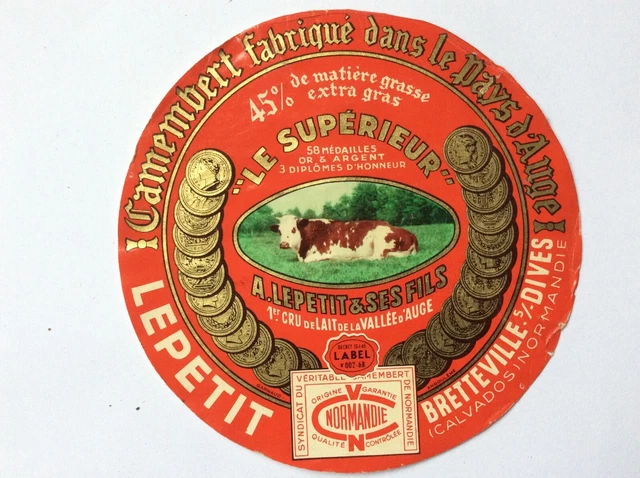 Camembert fabriqué dans le Pays d'Auge
45% de matière grasse
extra gras
"LE SUPÉRIEUR"
58 MÉDAILLES
OR & ARGENT
3 DIPLÔMES D'HONNEUR
A. LEPETIT & SES FILS
1er CRU DE LAIT DE LA VALLÉE D'AUGE
LEPETIT
BRETTEVILLE S/ DIVES
(CALVADOS) NORMANDIE
LABEL
SYNDICAT DU VÉRITABLE CAMEMBERT DE NORMANDIE
ORIGINE GARANTIE
VCN
NORMANDIE
QUALITÉ CONTRÔLÉE